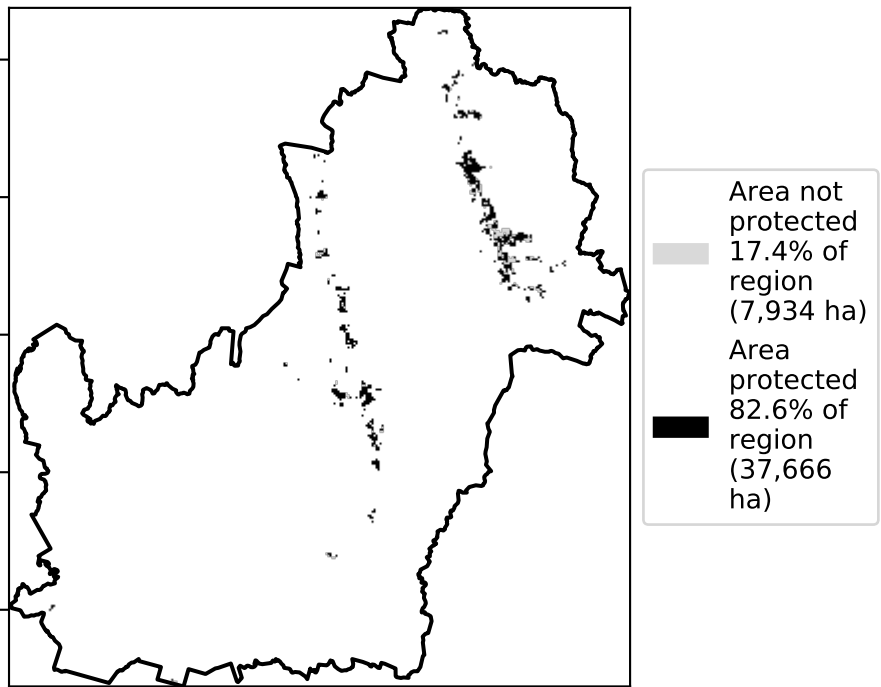 Area not
protected
17.4% of
region
(7,934 ha)
Area
protected
82.6% of
region
(37,666
ha)